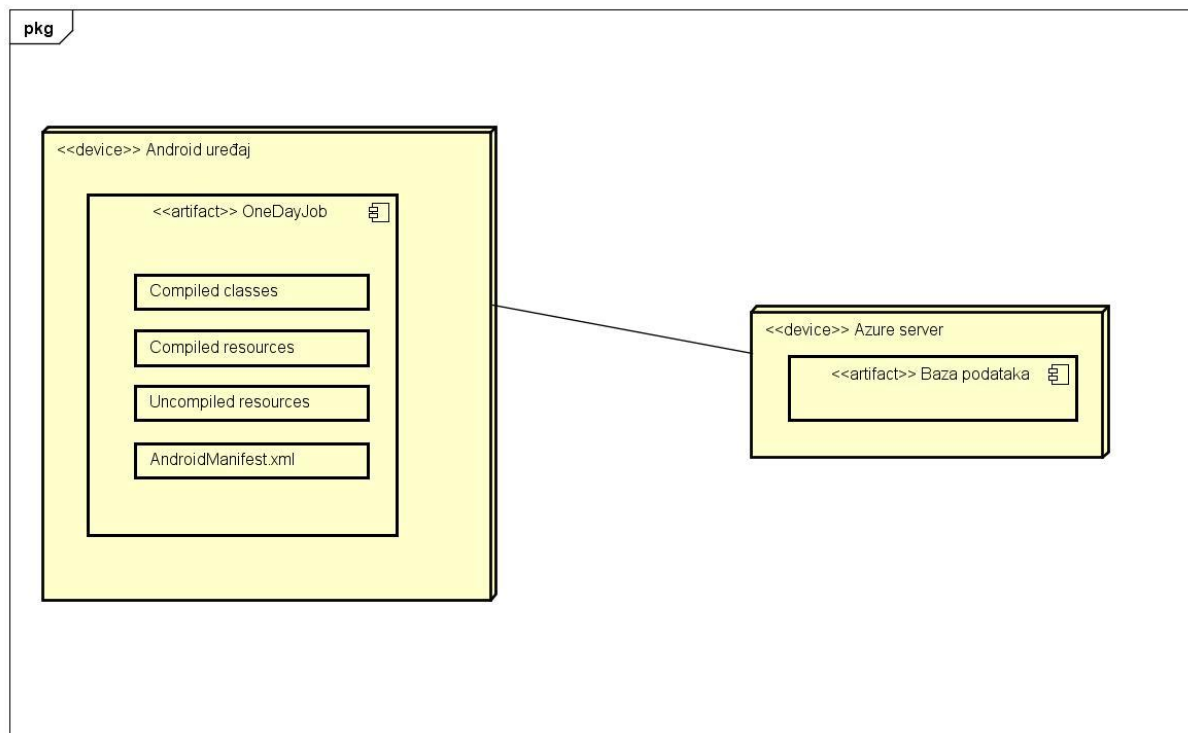 pkg
<<device>> Android uređaj
<<artifact>> OneDayJob
Compiled classes
Compiled resources
Uncompiled resources
AndroidManifest.xml
<<device>> Azure server
<<artifact>> Baza podataka